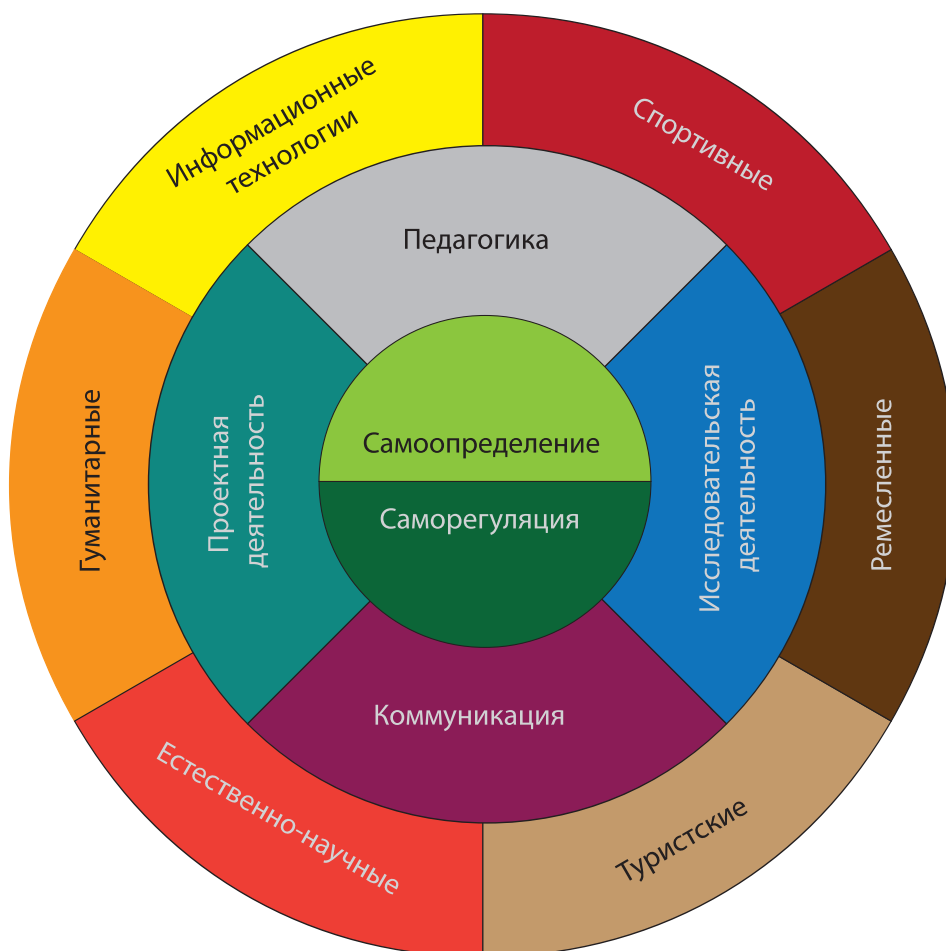 Информационные
технологии
Спортивные
Педагогика
Гуманитарные
Проектная
деятельность
Самоопределение
Саморегуляция
Исследовательская
деятельность
Ремесленные
Коммуникация
Естественно-научные
Туристские